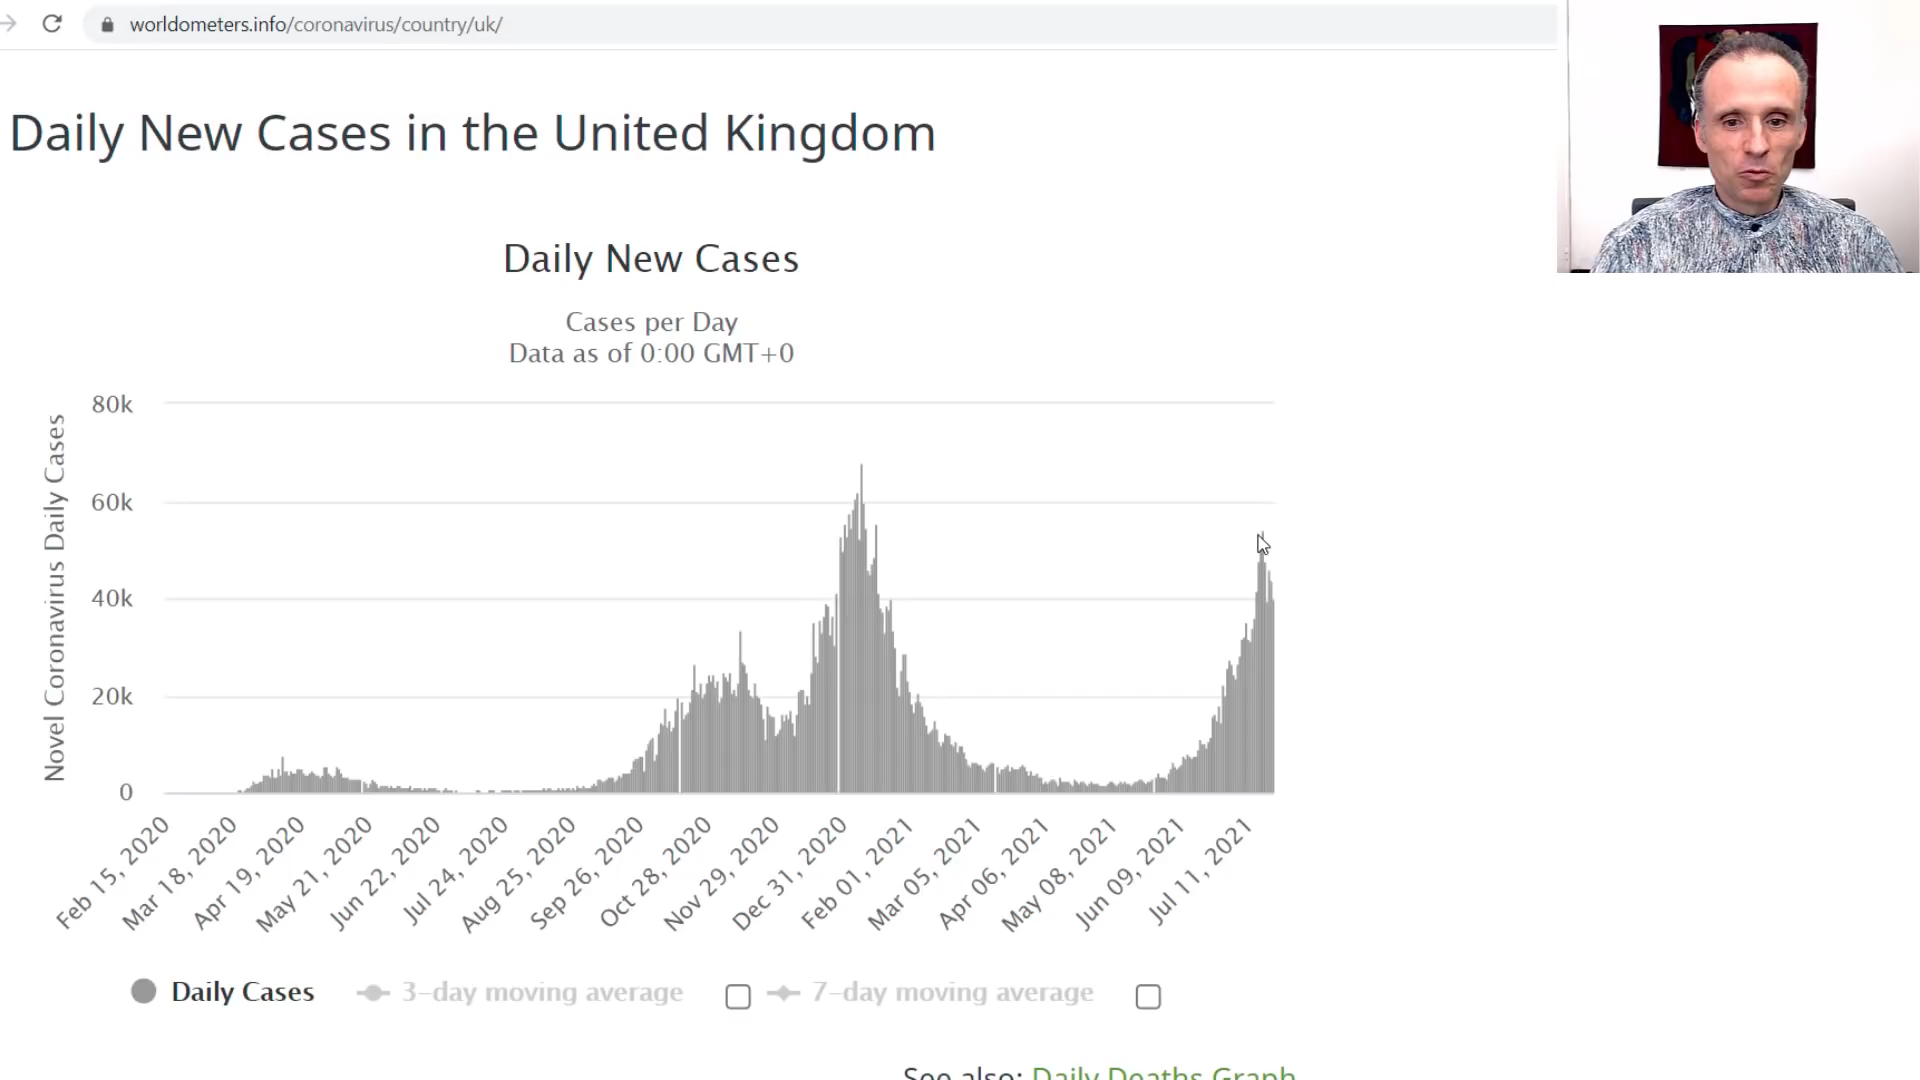 worldometers.info/coronavirus/country/uk/
Daily New Cases in the United Kingdom
Daily New Cases
Cases per Day
Data as of 0:00 GMT+0
Novel Coronavirus Daily Cases
80k
60k
40k
20k
0
Feb 15, 2020
Mar 18, 2020
Apr 19, 2020
May 21, 2020
Jun 22, 2020
Jul 24, 2020
Aug 25, 2020
Sep 26, 2020
Oct 28, 2020
Nov 29, 2020
Dec 31, 2020
Feb 01, 2021
Mar 05, 2021
Apr 06, 2021
May 08, 2021
Jun 09, 2021
Jul 11, 2021
Daily Cases 3-day moving average 7-day moving average
See also: Daily Deaths Graph